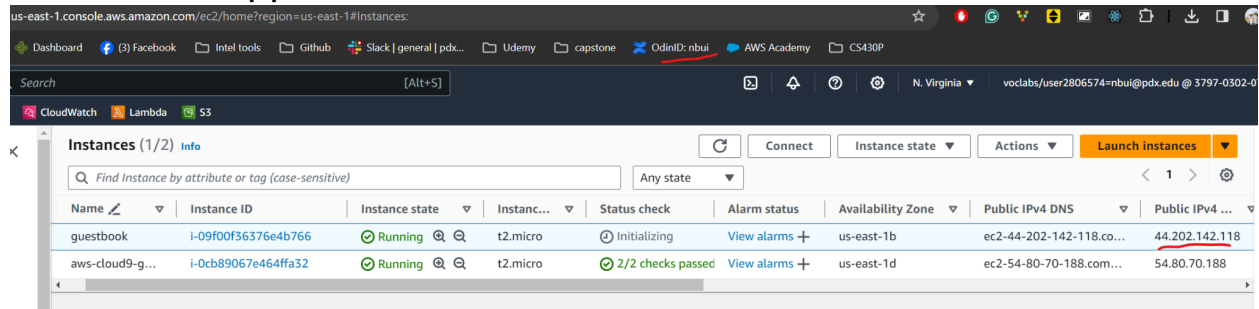 us-east-1.console.aws.amazon.com/ec2/home?region=us-east-1#Instances:
Dashboard (3) Facebook Intel tools Github Slack | general | pdx... Udemy capstone OdinID: nbui AWS Academy CS430P
Search [Alt+S] N. Virginia ▼ voclabs/user2806574=nbui@pdx.edu @ 3797-0302-0
CloudWatch Lambda S3
Instances (1/2) Info Connect Instance state ▼ Actions ▼ Launch instances ▼
Find Instance by attribute or tag (case-sensitive) Any state ▼ 1
Name Instance ID Instance state Instanc... Status check Alarm status Availability Zone Public IPv4 DNS Public IPv4 ...
guestbook i-09f00f36376e4b766 Running t2.micro Initializing View alarms + us-east-1b ec2-44-202-142-118.co... 44.202.142.118
aws-cloud9-g... i-0cb89067e464ffa32 Running t2.micro 2/2 checks passed View alarms + us-east-1d ec2-54-80-70-188.com... 54.80.70.188